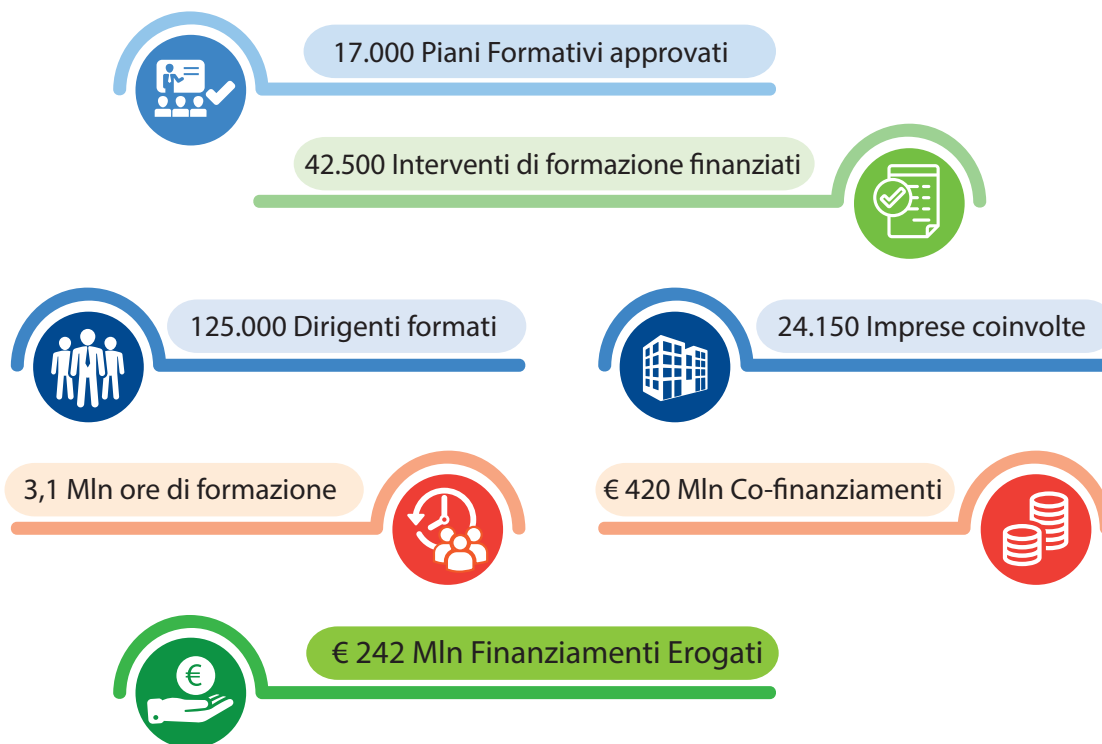 17.000 Piani Formativi approvati
42.500 Interventi di formazione finanziati
125.000 Dirigenti formati
24.150 Imprese coinvolte
3,1 Mln ore di formazione
€ 420 Mln Co-finanziamenti
€
€ 242 Mln Finanziamenti Erogati